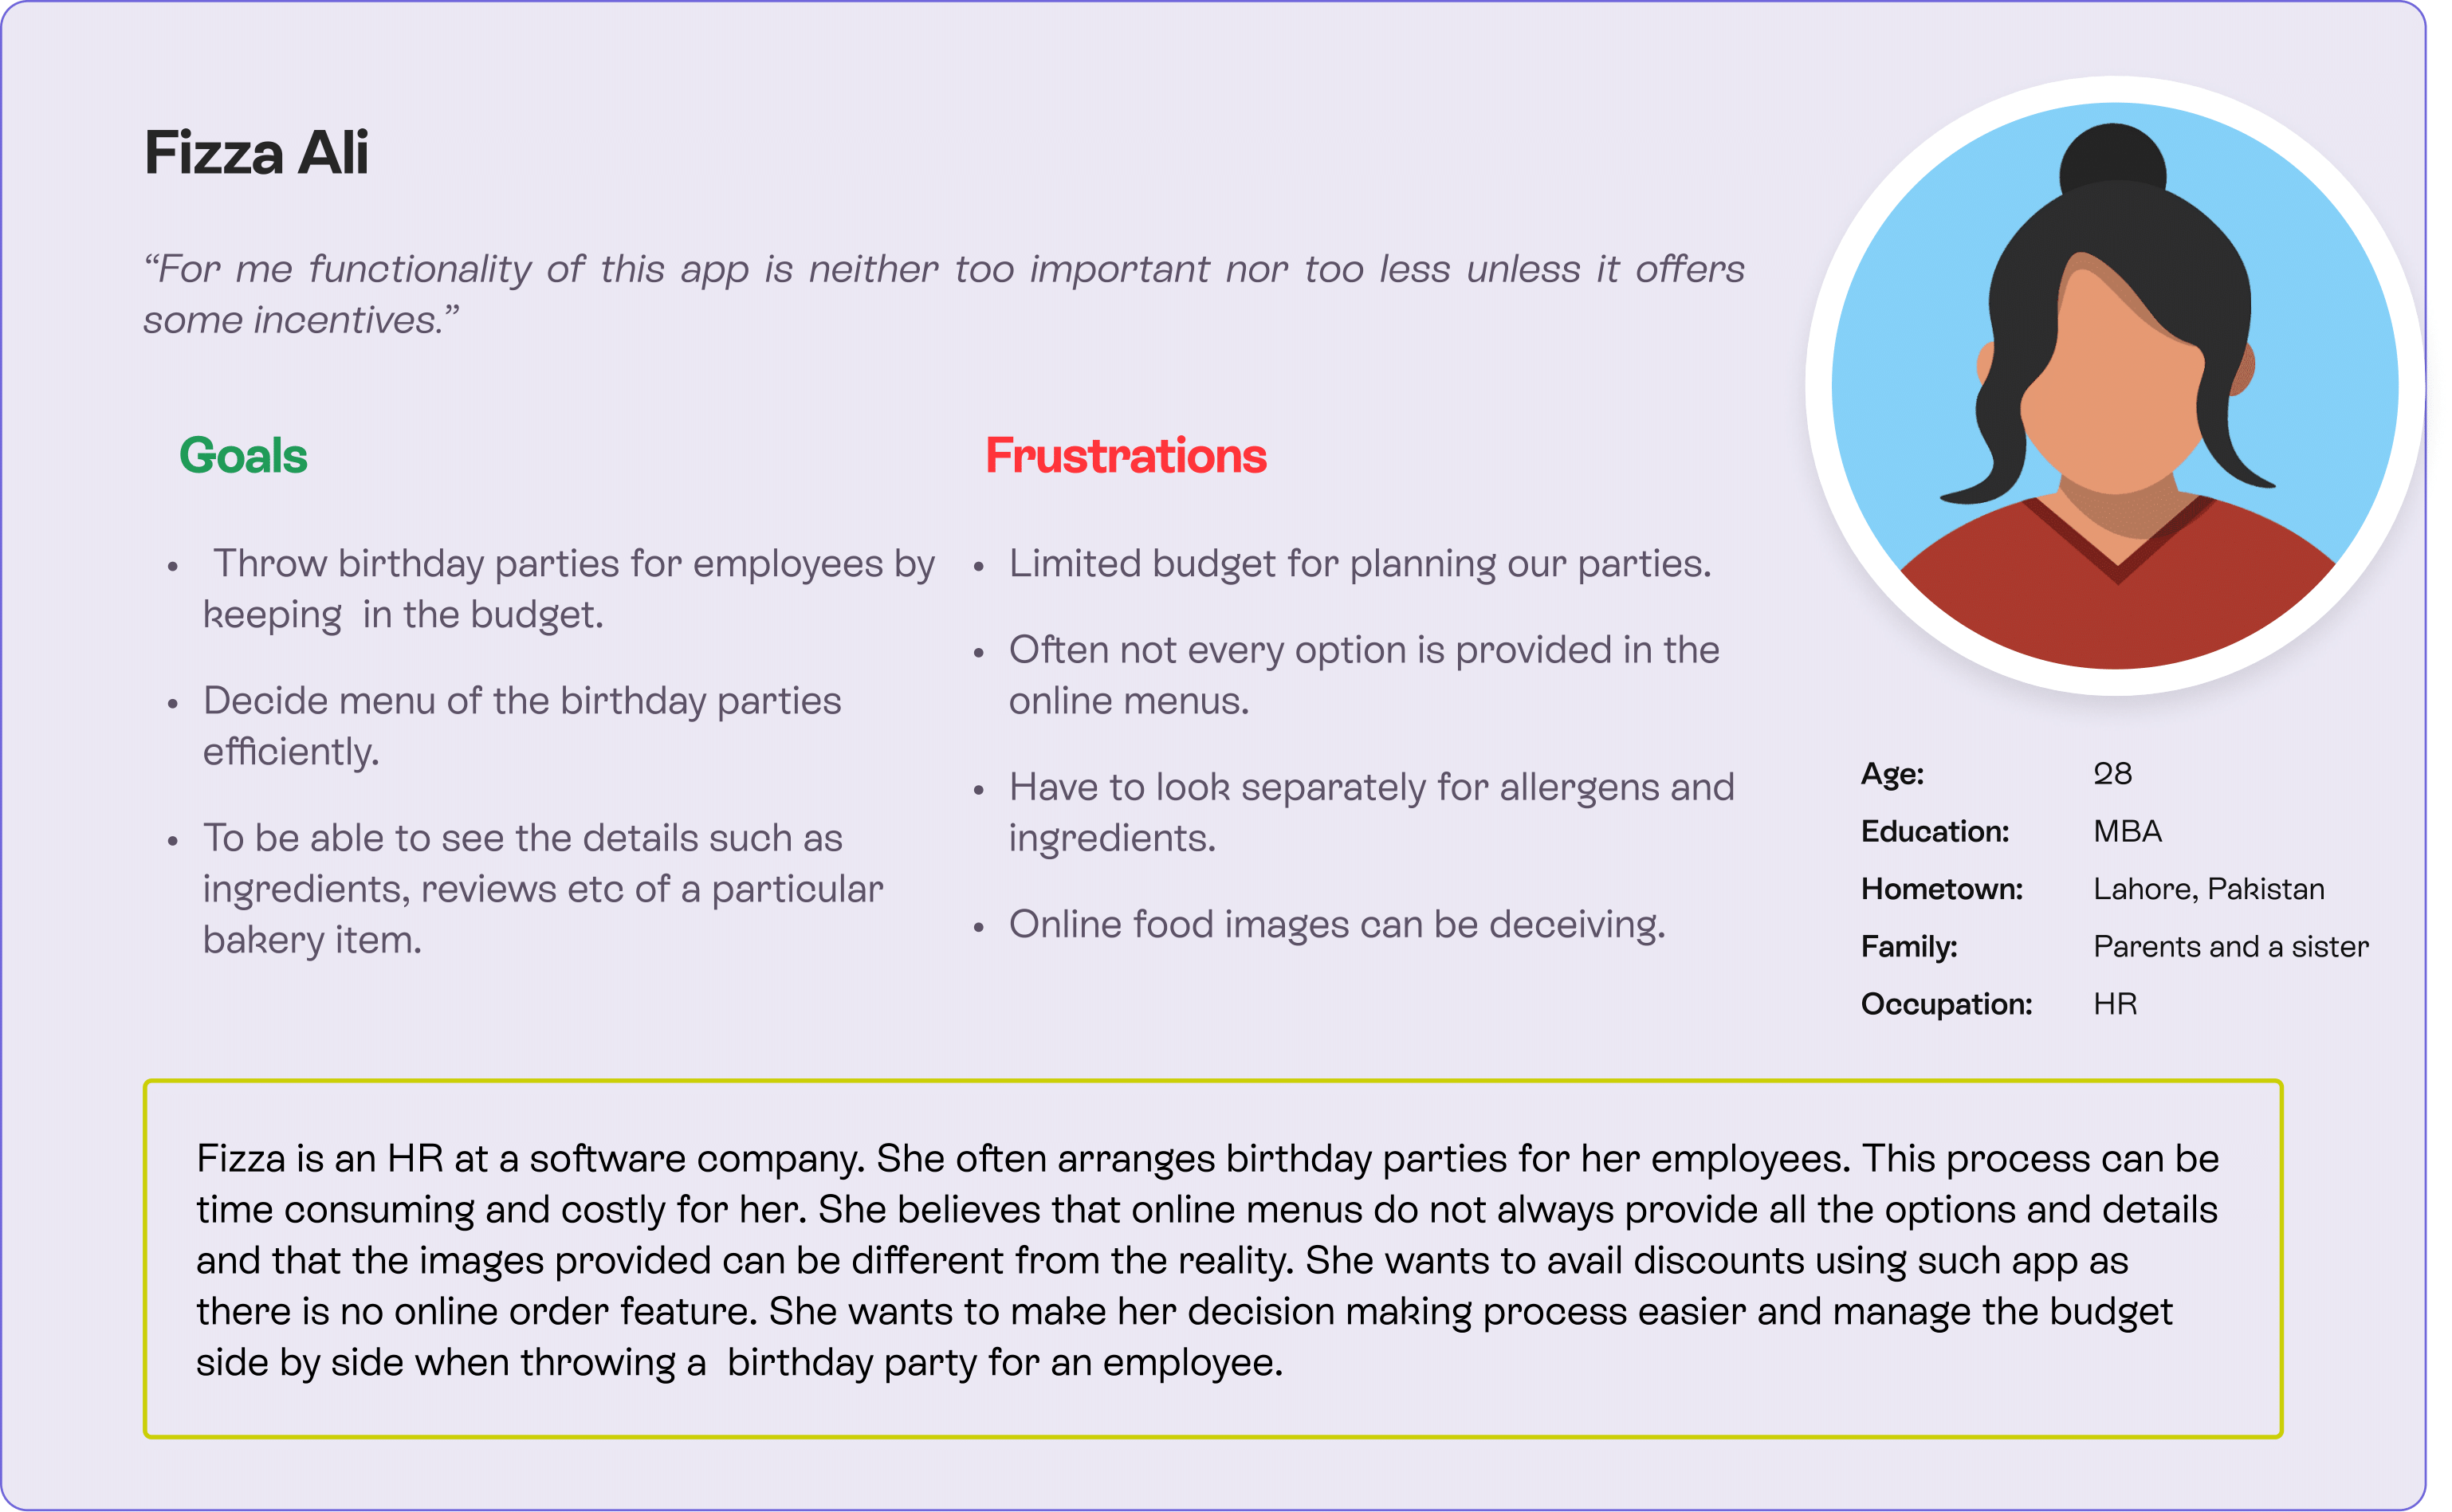 Fizza Ali
“For me functionality of this app is neither too important nor too less unless it offers
some incentives.”
Goals
• Throw birthday parties for employees by
keeping in the budget.
• Decide menu of the birthday parties
efficiently.
• To be able to see the details such as
ingredients, reviews etc of a particular
bakery item.
Frustrations
• Limited budget for planning our parties.
• Often not every option is provided in the
online menus.
• Have to look separately for allergens and
ingredients.
• Online food images can be deceiving.
Age: 28
Education: MBA
Hometown: Lahore, Pakistan
Family: Parents and a sister
Occupation: HR
Fizza is an HR at a software company. She often arranges birthday parties for her employees. This process can be
time consuming and costly for her. She believes that online menus do not always provide all the options and details
and that the images provided can be different from the reality. She wants to avail discounts using such app as
there is no online order feature. She wants to make her decision making process easier and manage the budget
side by side when throwing a birthday party for an employee.